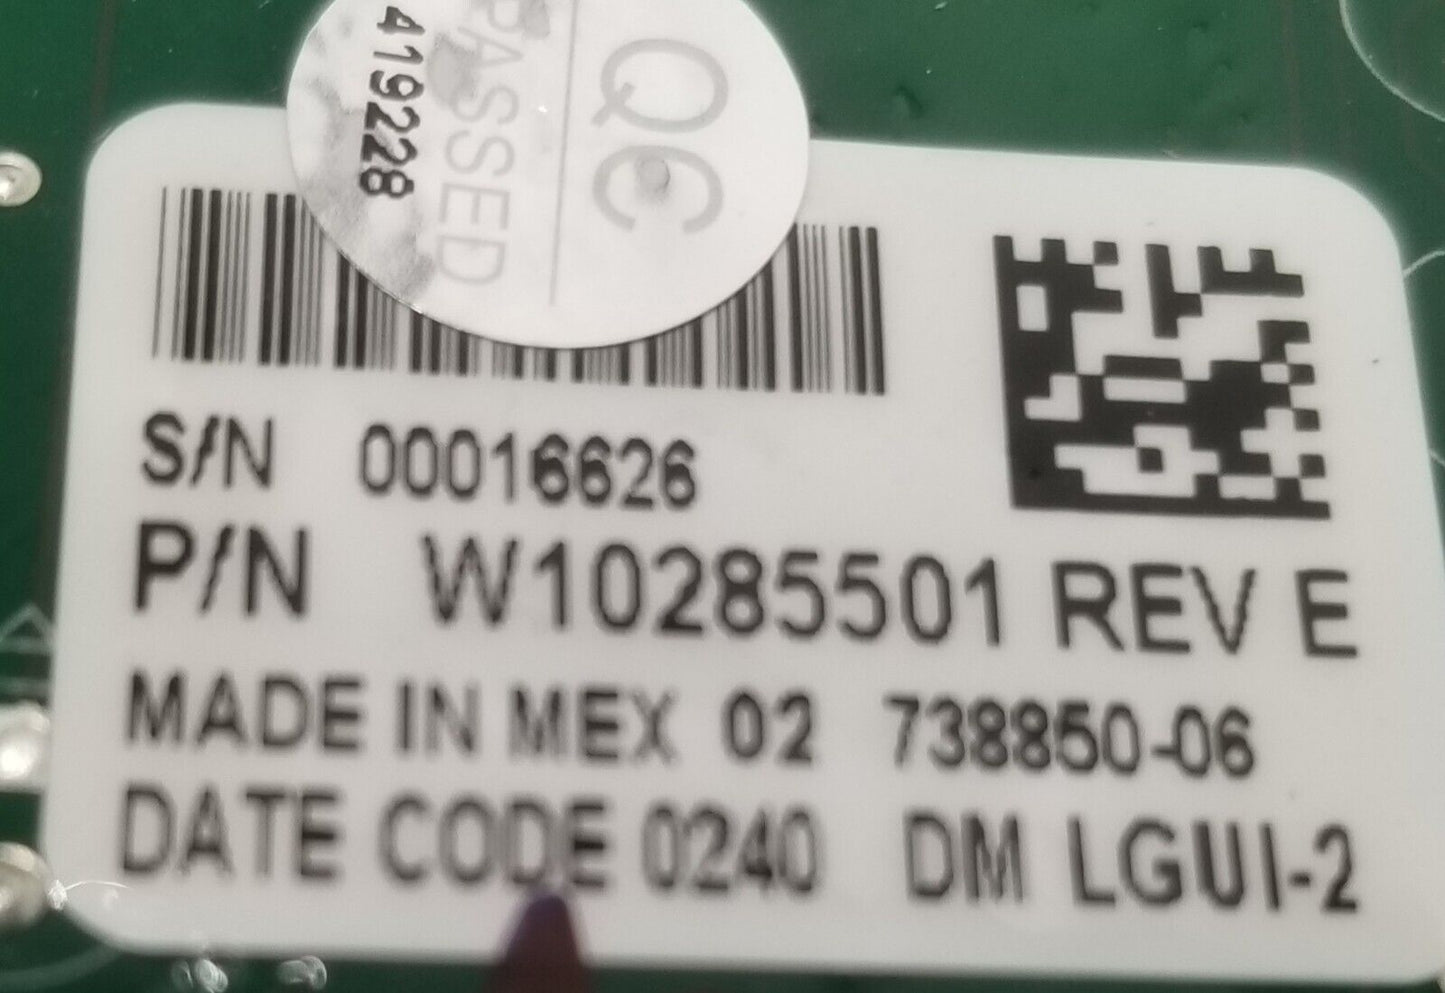 QC
PASSED
419228
S/N 00016626
P/N W10285501 REV E
MADE IN MEX 02 738850-06
DATE CODE 0240 DM LGUI-2